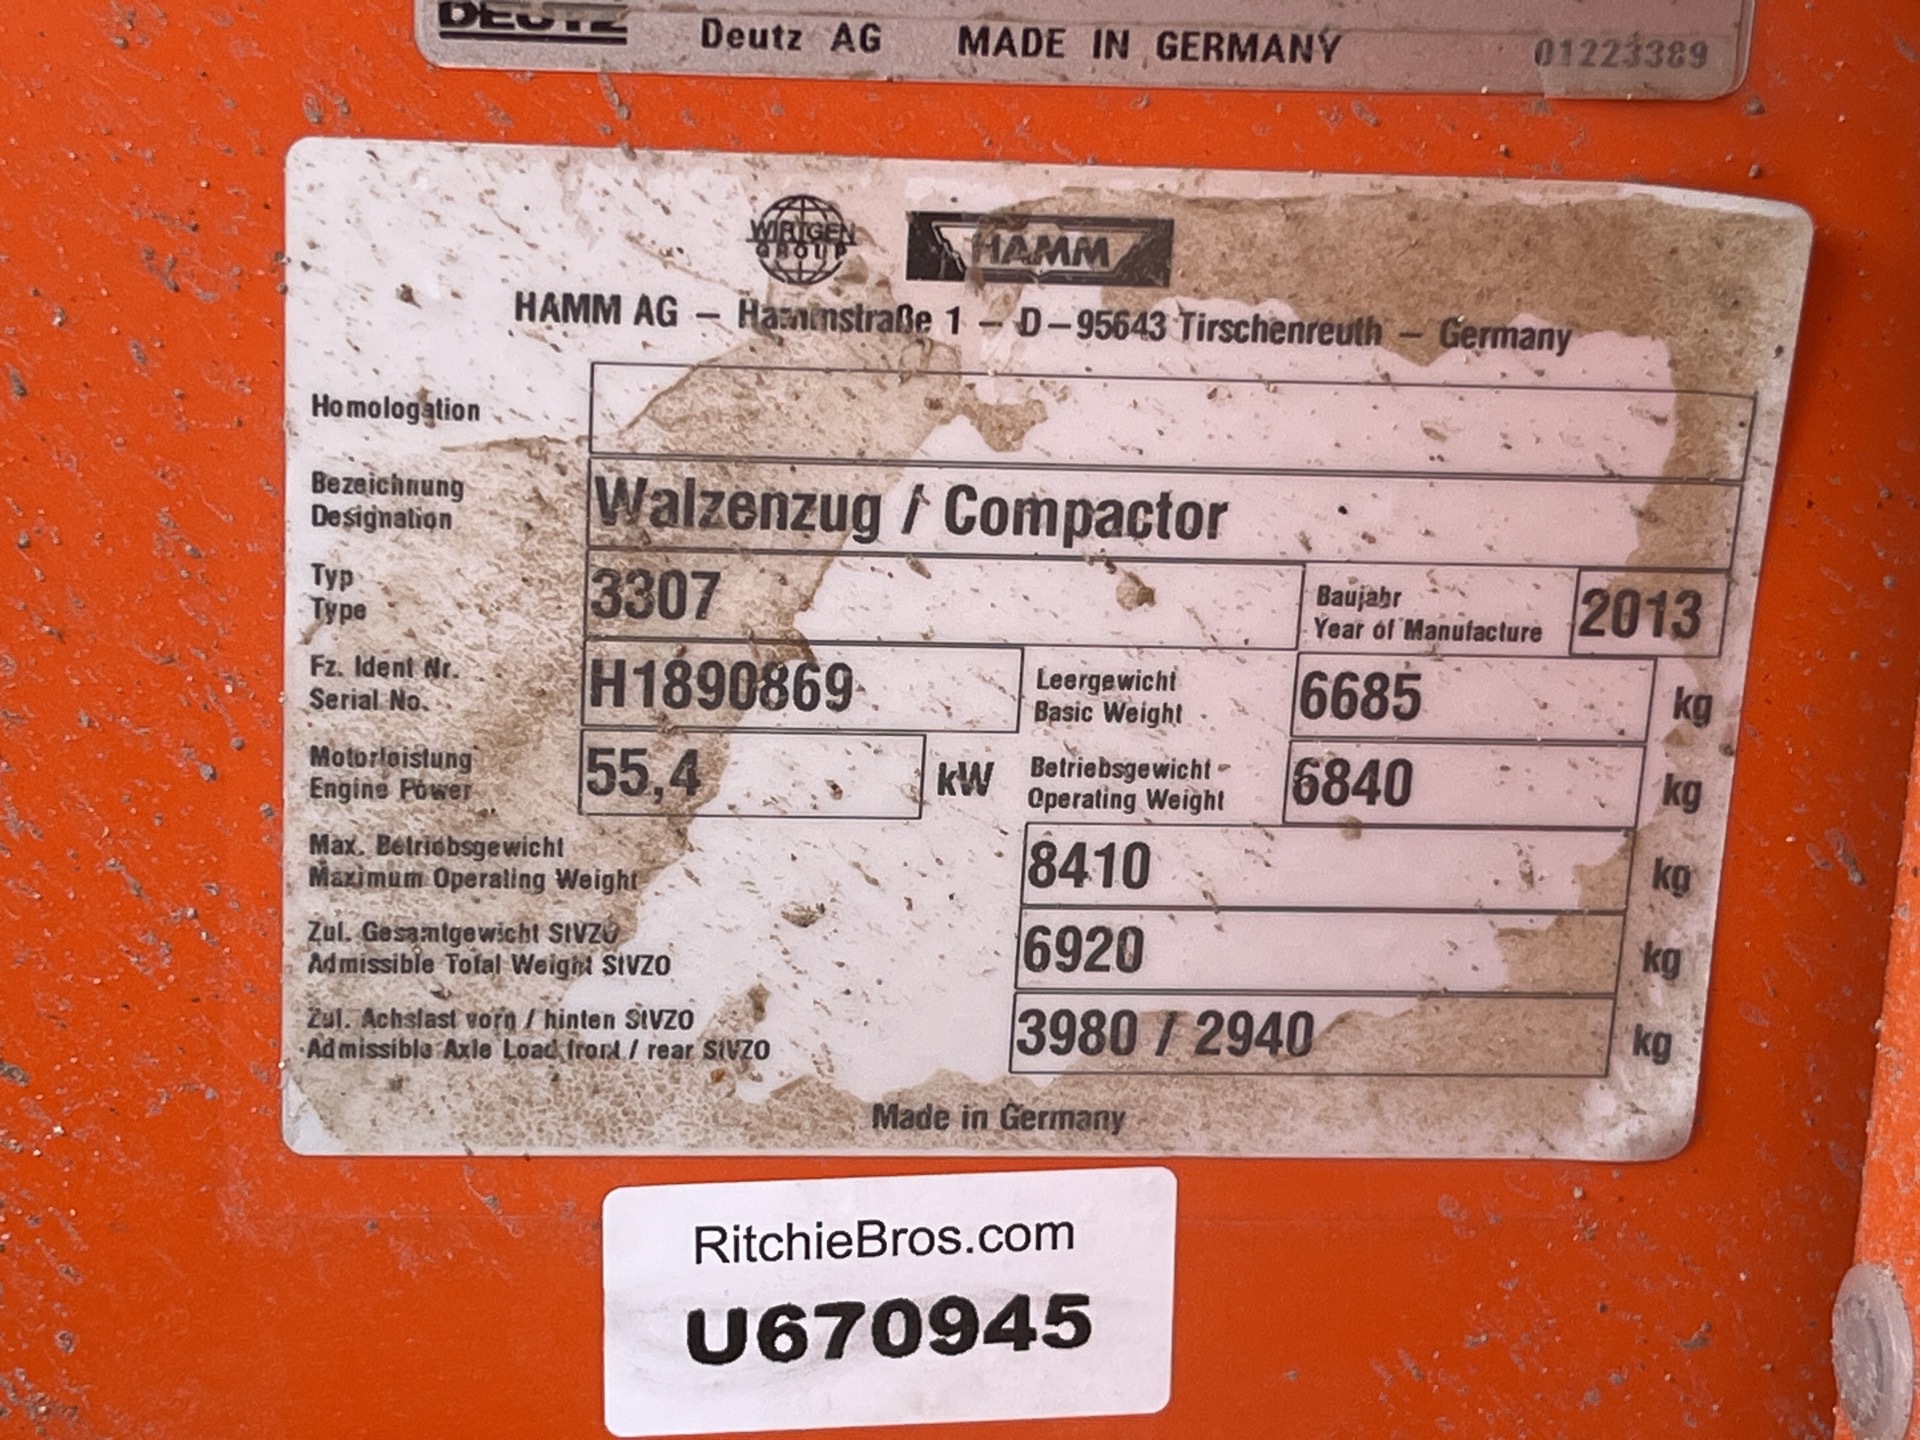 DEUTZ Deutz AG MADE IN GERMANY 01223389
WIRTGEN
GROUP
HAMM
HAMM AG – Hammstraße 1 – D – 95643 Tirschenreuth – Germany
Homologation
Bezeichnung
Designation
Walzenzug / Compactor
Typ
Type
3307
Baujahr
Year of Manufacture
2013
Fz. Ident Nr.
Serial No.
H1890869
Leergewicht
Basic Weight
6685 kg
Motorleistung
Engine Power
55,4 kW
Betriebsgewicht
Operating Weight
6840 kg
Max. Betriebsgewicht
Maximum Operating Weight
8410 kg
Zul. Gesamtgewicht StVZO
Admissible Total Weight StVZO
6920 kg
Zul. Achslast vorn / hinten StVZO
Admissible Axle Load front / rear StVZO
3980 / 2940 kg
Made in Germany
RitchieBros.com
U670945